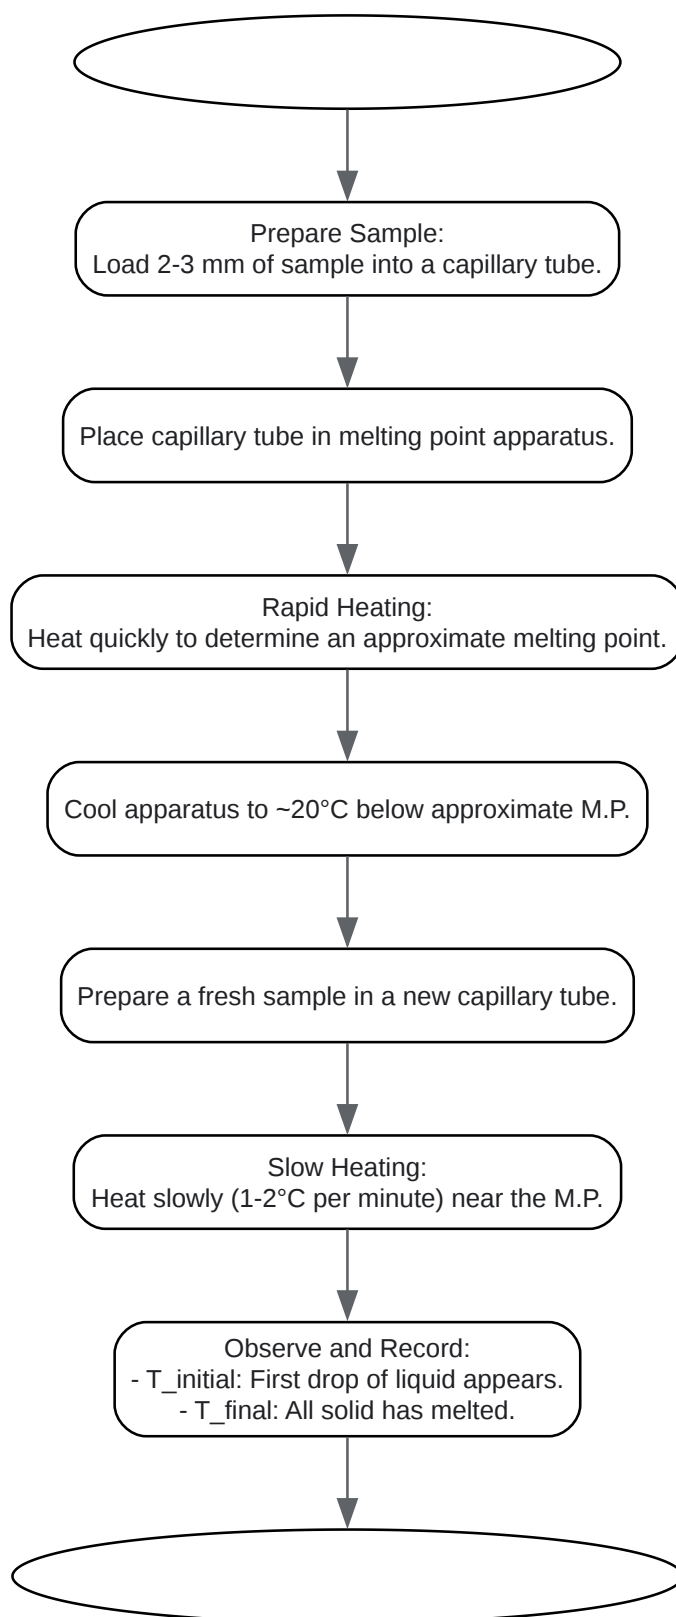 Prepare Sample:
Load 2-3 mm of sample into a capillary tube.
Place capillary tube in melting point apparatus.
Rapid Heating:
Heat quickly to determine an approximate melting point.
Cool apparatus to ~20°C below approximate M.P.
Prepare a fresh sample in a new capillary tube.
Slow Heating:
Heat slowly (1-2°C per minute) near the M.P.
Observe and Record:
- T_initial: First drop of liquid appears.
- T_final: All solid has melted.